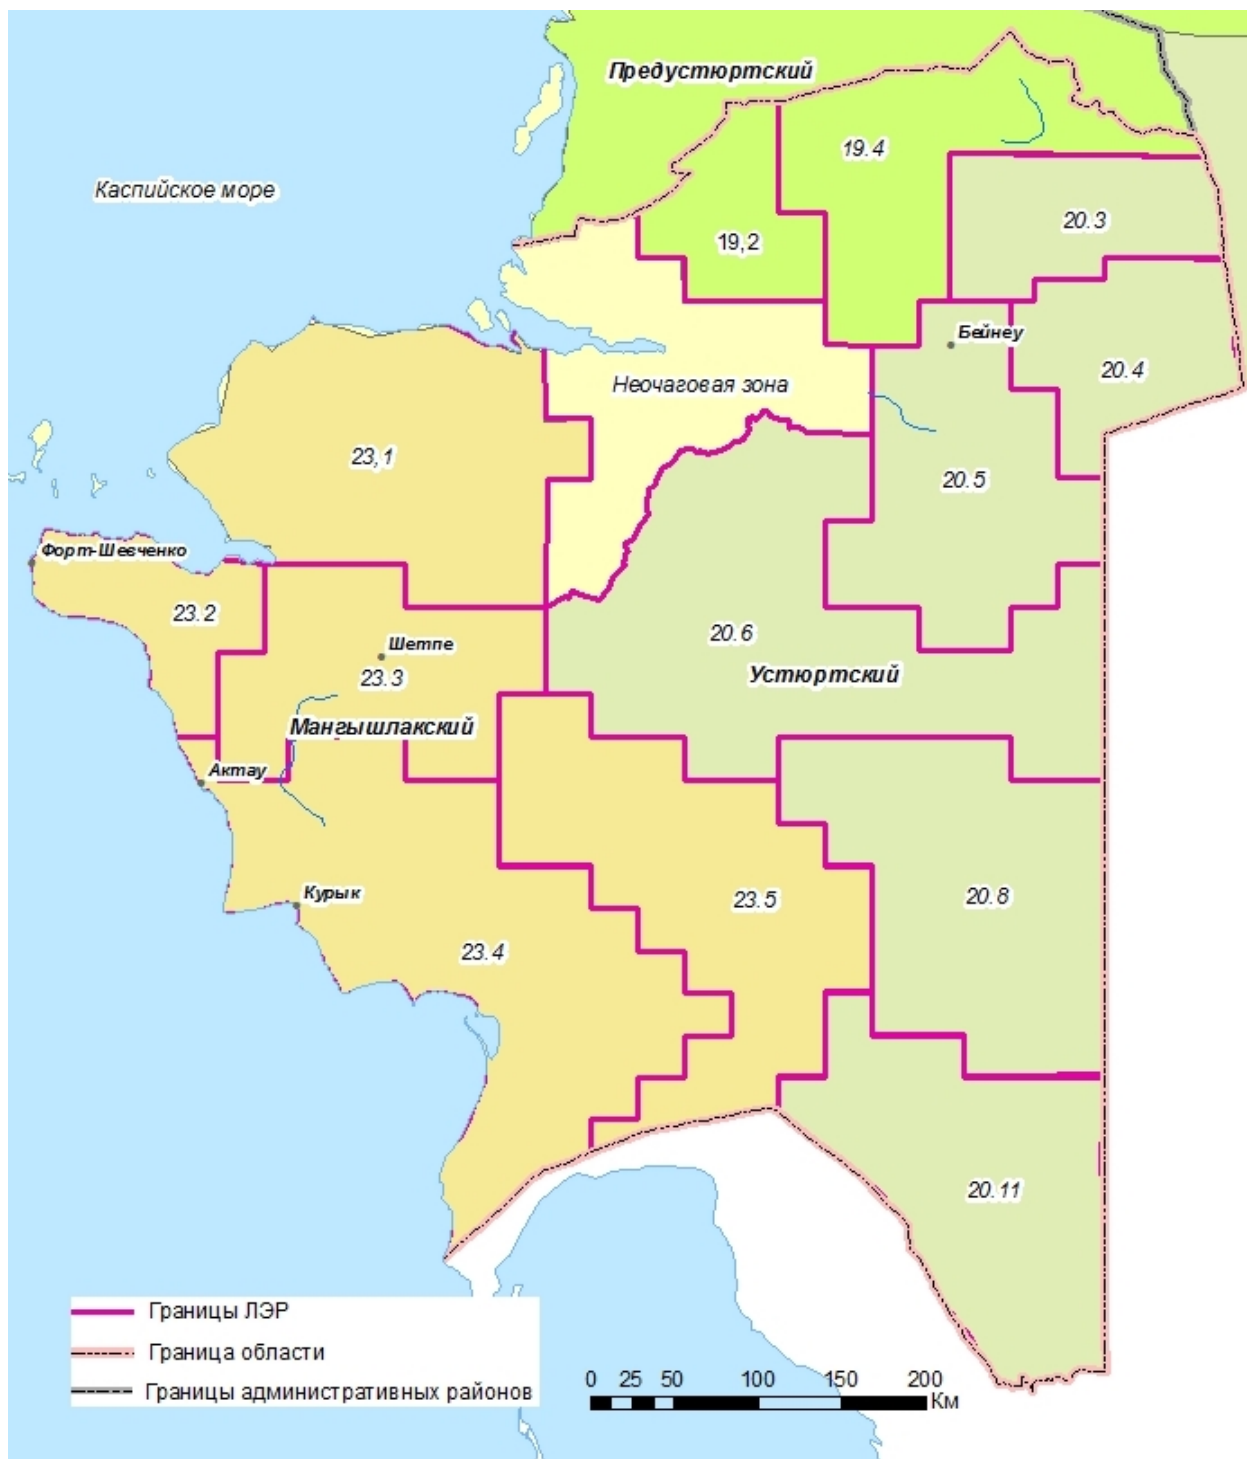 Предустюртский
19.4
Каспийское море
20.3
19,2
Бейнеу
20.4
Неочаговая зона
23,1
20.5
Форт-Шевченко
23.2
20.6
Шетпе
23.3
Устюртский
Мангышлакский
Актау
Курык
23.5
20.8
23.4
20.11
Границы ЛЭР
Граница области
Границы административных районов
0 25 50 100 150 200
Км